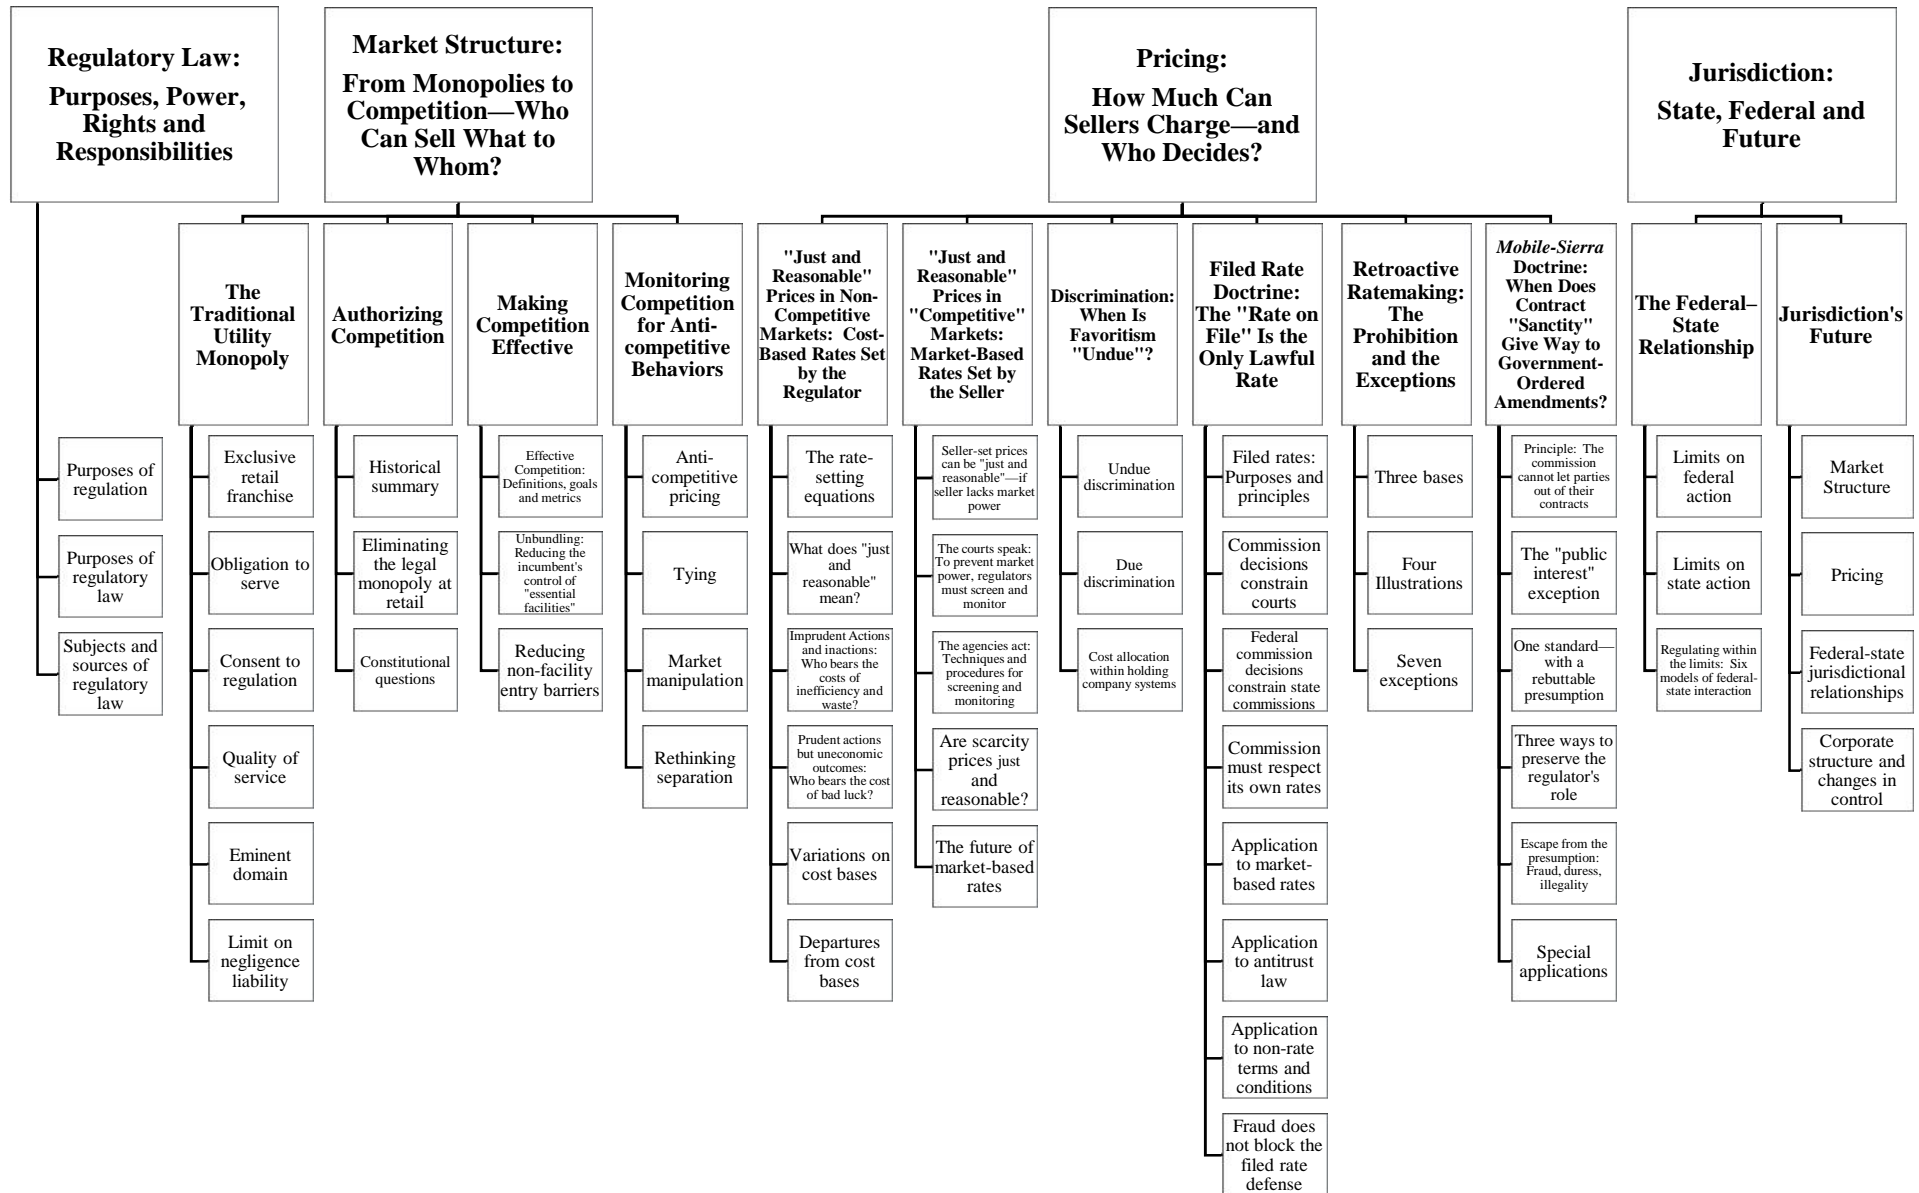 Regulatory Law:
Purposes, Power,
Rights and
Responsibilities
Market Structure:
From Monopolies to
Competition—Who
Can Sell What to
Whom?
Pricing:
How Much Can
Sellers Charge—and
Who Decides?
Jurisdiction:
State, Federal and
Future
The
Traditional
Utility
Monopoly
Authorizing
Competition
Making
Competition
Effective
Monitoring
Competition
for Anti-
competitive
Behaviors
"Just and
Reasonable"
Prices in Non-
Competitive
Markets: Cost-
Based Rates Set
by the
Regulator
"Just and
Reasonable"
Prices in
"Competitive"
Markets:
Market-Based
Rates Set by
the Seller
Discrimination:
When Is
Favoritism
"Undue"?
Filed Rate
Doctrine:
The "Rate on
File" Is the
Only Lawful
Rate
Retroactive
Ratemaking:
The
Prohibition
and the
Exceptions
Mobile-Sierra
Doctrine:
When Does
Contract
"Sanctity"
Give Way to
Government-
Ordered
Amendments?
The Federal–
State
Relationship
Jurisdiction's
Future
Purposes of
regulation
Purposes of
regulatory
law
Subjects and
sources of
regulatory
law
Exclusive
retail
franchise
Obligation to
serve
Consent to
regulation
Quality of
service
Eminent
domain
Limit on
negligence
liability
Historical
summary
Eliminating
the legal
monopoly at
retail
Constitutional
questions
Effective
Competition:
Definitions, goals
and metrics
Unbundling:
Reducing the
incumbent's
control of
"essential
facilities"
Reducing
non-facility
entry barriers
Anti-
competitive
pricing
Tying
Market
manipulation
Rethinking
separation
The rate-
setting
equations
What does "just
and
reasonable"
mean?
Imprudent Actions
and inactions:
Who bears the
costs of
inefficiency and
waste?
Prudent actions
but uneconomic
outcomes:
Who bears the cost
of bad luck?
Variations on
cost bases
Departures
from cost
bases
Seller-set prices
can be "just and
reasonable"—if
seller lacks market
power
The courts speak:
To prevent market
power, regulators
must screen and
monitor
The agencies act:
Techniques and
procedures for
screening and
monitoring
Are scarcity
prices just
and
reasonable?
The future of
market-based
rates
Undue
discrimination
Due
discrimination
Cost allocation
within holding
company systems
Filed rates:
Purposes and
principles
Commission
decisions
constrain
courts
Federal
commission
decisions
constrain state
commissions
Commission
must respect
its own rates
Application
to market-
based rates
Application
to antitrust
law
Application
to non-rate
terms and
conditions
Fraud does
not block the
filed rate
defense
Three bases
Four
Illustrations
Seven
exceptions
Principle: The
commission
cannot let parties
out of their
contracts
The "public
interest"
exception
One standard—
with a
rebuttable
presumption
Three ways to
preserve the
regulator's
role
Escape from the
presumption:
Fraud, duress,
illegality
Special
applications
Limits on
federal
action
Limits on
state action
Regulating within
the limits: Six
models of federal-
state interaction
Market
Structure
Pricing
Federal-state
jurisdictional
relationships
Corporate
structure and
changes in
control